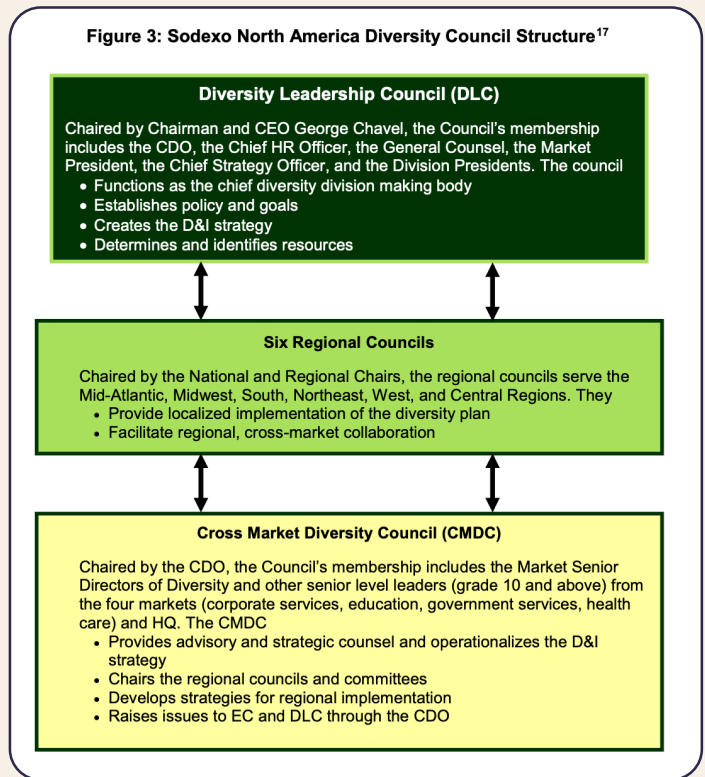 Figure 3: Sodexo North America Diversity Council Structure17
Diversity Leadership Council (DLC)
Chaired by Chairman and CEO George Chavel, the Council's membership
includes the CDO, the Chief HR Officer, the General Counsel, the Market
President, the Chief Strategy Officer, and the Division Presidents. The council
• Functions as the chief diversity division making body
• Establishes policy and goals
• Creates the D&I strategy
• Determines and identifies resources
Six Regional Councils
Chaired by the National and Regional Chairs, the regional councils serve the
Mid-Atlantic, Midwest, South, Northeast, West, and Central Regions. They
• Provide localized implementation of the diversity plan
• Facilitate regional, cross-market collaboration
Cross Market Diversity Council (CMDC)
Chaired by the CDO, the Council's membership includes the Market Senior
Directors of Diversity and other senior level leaders (grade 10 and above) from
the four markets (corporate services, education, government services, health
care) and HQ. The CMDC
• Provides advisory and strategic counsel and operationalizes the D&I
strategy
• Chairs the regional councils and committees
• Develops strategies for regional implementation
• Raises issues to EC and DLC through the CDO